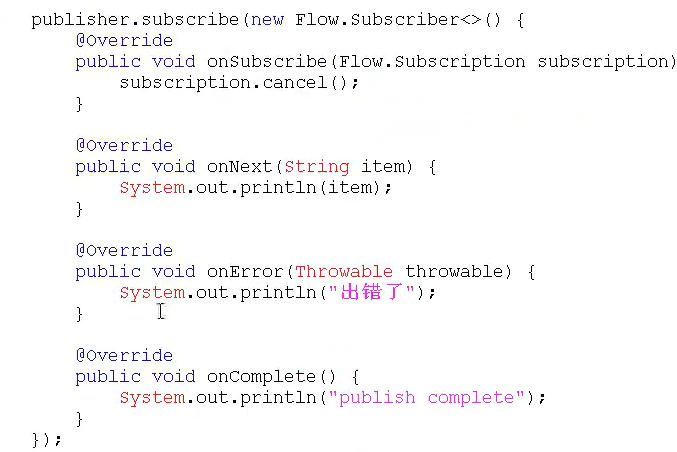 publisher.subscribe(new Flow.Subscriber<>() {
    @Override
    public void onSubscribe(Flow.Subscription subscription)
        subscription.cancel();
    }

    @Override
    public void onNext(String item) {
        System.out.println(item);
    }

    @Override
    public void onError(Throwable throwable) {
        System.out.println("出错了");
    }

    @Override
    public void onComplete() {
        System.out.println("publish complete");
    }
});